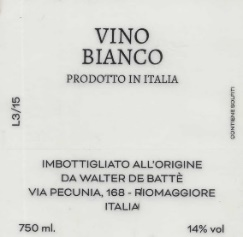 VINO
BIANCO
PRODOTTO IN ITALIA
L3/15
CONTIENE SOLFITI
IMBOTTIGLIATO ALL'ORIGINE
DA WALTER DE BATTÈ
VIA PECUNIA, 168 - RIOMAGGIORE
ITALIA
750 ml.
14% vol